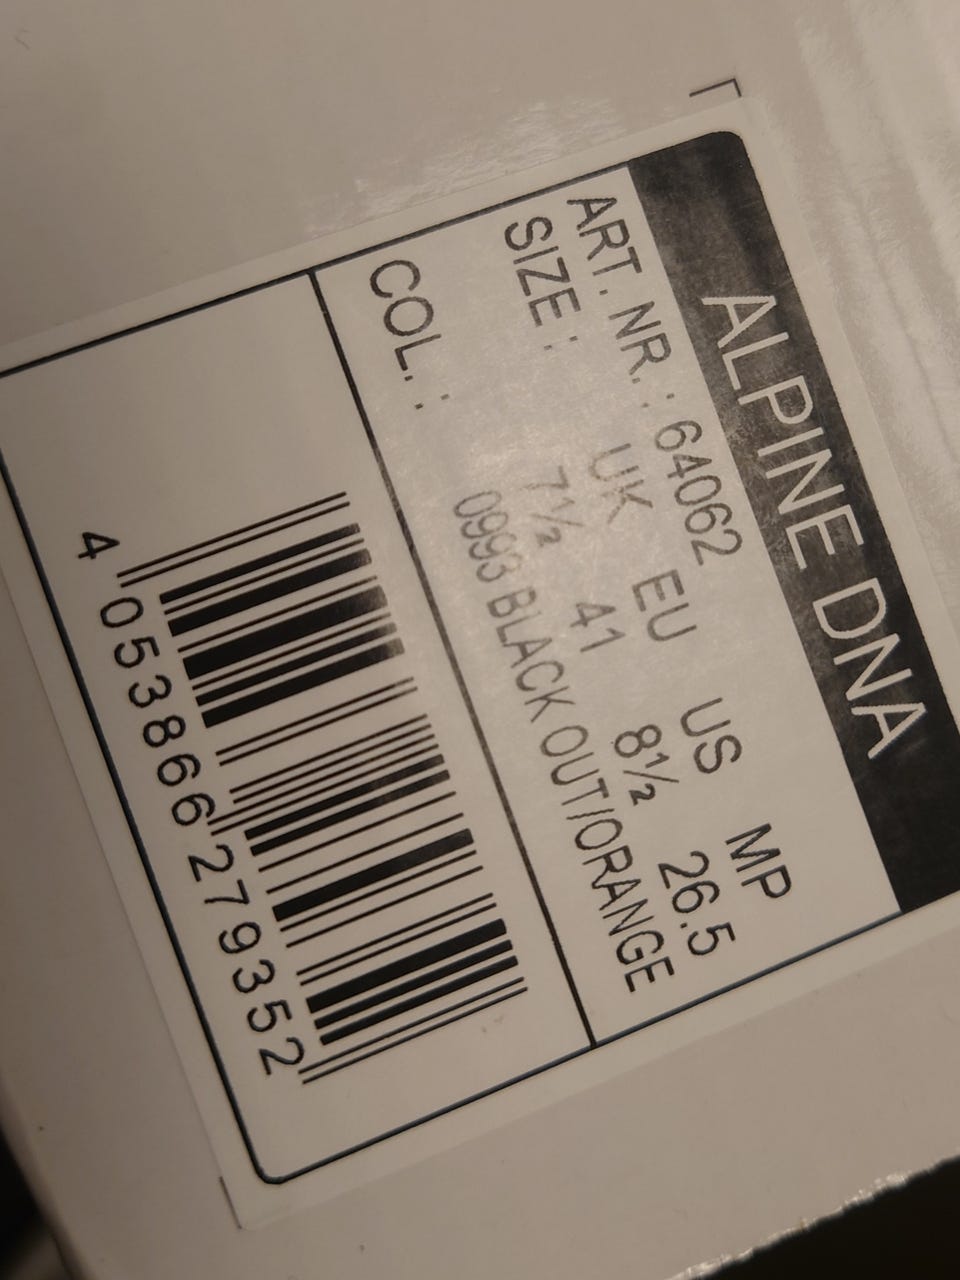 ALPINE DNA
ART. NR. : 64062
SIZE : UK EU US MP
7½ 41 8½ 26.5
COL. : 0993 BLACK OUT/ORANGE
4 053866 279352